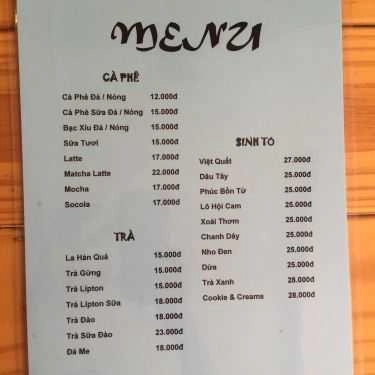 MENU
CÀ PHÊ
Cà Phê Đá / Nóng 12.000đ
Cà Phê Sữa Đá / Nóng 15.000đ
Bạc Xỉu Đá / Nóng 15.000đ
Sữa Tươi 15.000đ
Latte 17.000đ
Matcha Latte 22.000đ
Mocha 17.000đ
Socola 17.000đ
TRÀ
La Hán Quả 15.000đ
Trà Gừng 15.000đ
Trà Lipton 15.000đ
Trà Lipton Sữa 18.000đ
Trà Đào 18.000đ
Trà Sữa Đào 23.000đ
Đá Me 18.000đ
SINH TỐ
Việt Quất 27.000đ
Dâu Tây 25.000đ
Phúc Bồn Tử 25.000đ
Lô Hội Cam 25.000đ
Xoài Thơm 25.000đ
Chanh Dây 25.000đ
Nho Đen 25.000đ
Dừa 25.000đ
Trà Xanh 28.000đ
Cookie & Creams 28.000đ